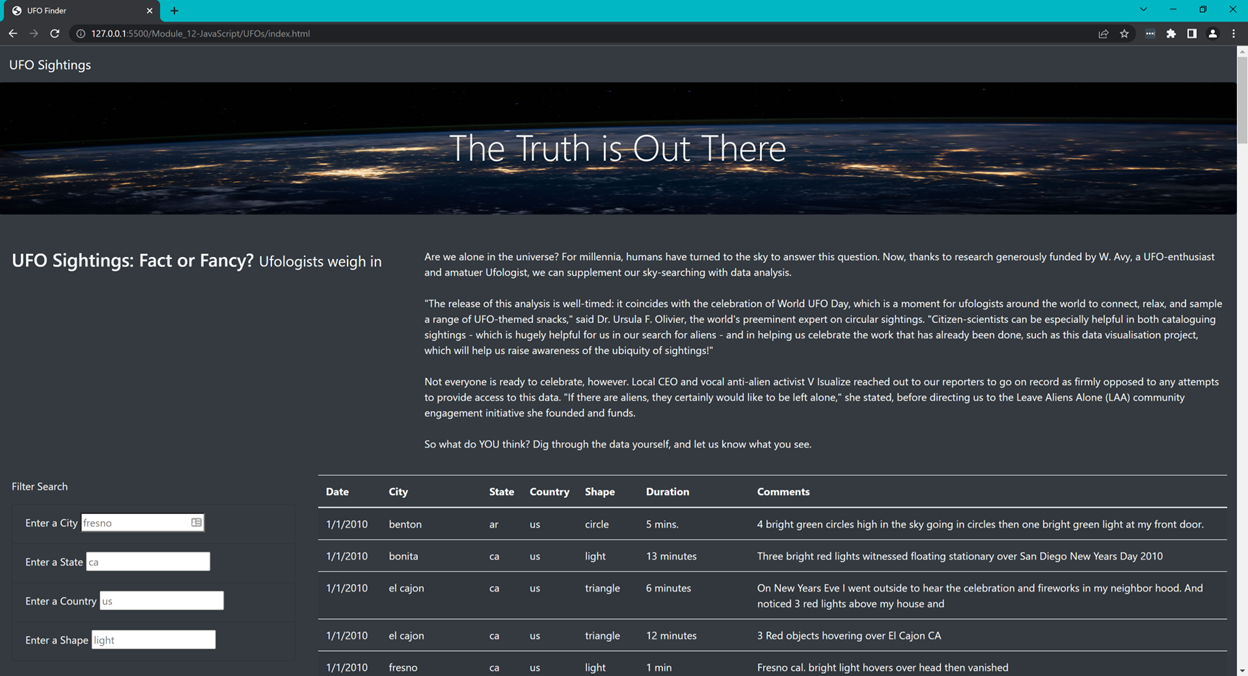 UFO Finder
127.0.0.1:5500/Module_12-JavaScript/UFOs/index.html
UFO Sightings
The Truth is Out There
UFO Sightings: Fact or Fancy? Ufologists weigh in
Are we alone in the universe? For millennia, humans have turned to the sky to answer this question. Now, thanks to research generously funded by W. Avy, a UFO-enthusiast
and amatuer Ufologist, we can supplement our sky-searching with data analysis.
"The release of this analysis is well-timed: it coincides with the celebration of World UFO Day, which is a moment for ufologists around the world to connect, relax, and sample
a range of UFO-themed snacks," said Dr. Ursula F. Olivier, the world's preeminent expert on circular sightings. "Citizen-scientists can be especially helpful in both cataloguing
sightings - which is hugely helpful for us in our search for aliens - and in helping us celebrate the work that has already been done, such as this data visualisation project,
which will help us raise awareness of the ubiquity of sightings!"
Not everyone is ready to celebrate, however. Local CEO and vocal anti-alien activist V Isualize reached out to our reporters to go on record as firmly opposed to any attempts
to provide access to this data. "If there are aliens, they certainly would like to be left alone," she stated, before directing us to the Leave Aliens Alone (LAA) community
engagement initiative she founded and funds.
So what do YOU think? Dig through the data yourself, and let us know what you see.
Filter Search
Enter a City fresno
Enter a State ca
Enter a Country us
Enter a Shape light
Date City State Country Shape Duration Comments
1/1/2010 benton ar us circle 5 mins. 4 bright green circles high in the sky going in circles then one bright green light at my front door.
1/1/2010 bonita ca us light 13 minutes Three bright red lights witnessed floating stationary over San Diego New Years Day 2010
1/1/2010 el cajon ca us triangle 6 minutes On New Years Eve I went outside to hear the celebration and fireworks in my neighbor hood. And
noticed 3 red lights above my house and
1/1/2010 el cajon ca us triangle 12 minutes 3 Red objects hovering over El Cajon CA
1/1/2010 fresno ca us light 1 min Fresno cal. bright light hovers over head then vanished